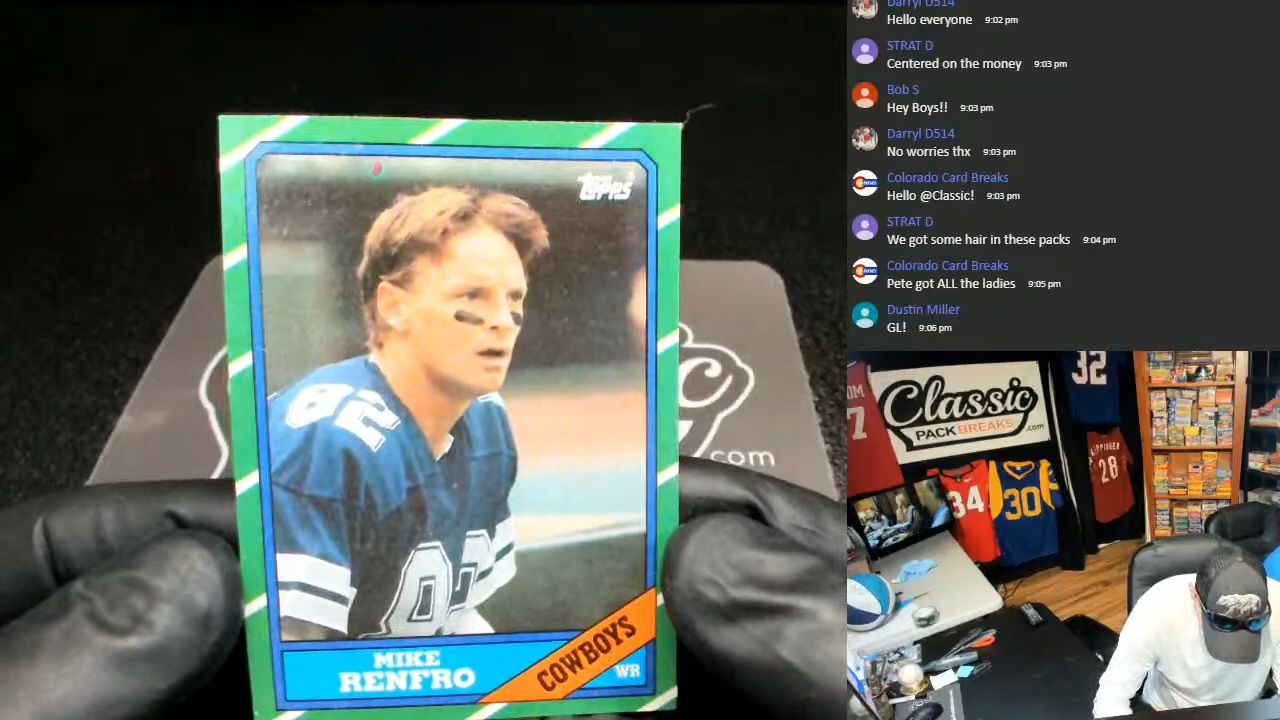 Topps
82
82
MIKE
RENFRO
COWBOYS
WR
.com
Darryl D514
Hello everyone 9:02 pm
STRAT D
Centered on the money 9:03 pm
Bob S
Hey Boys!! 9:03 pm
Darryl D514
No worries thx 9:03 pm
Colorado Card Breaks
Hello @Classic! 9:03 pm
STRAT D
We got some hair in these packs 9:04 pm
Colorado Card Breaks
Pete got ALL the ladies 9:05 pm
Dustin Miller
GL! 9:06 pm
Classic
PACK BREAKS .com
7
32
34
30
28